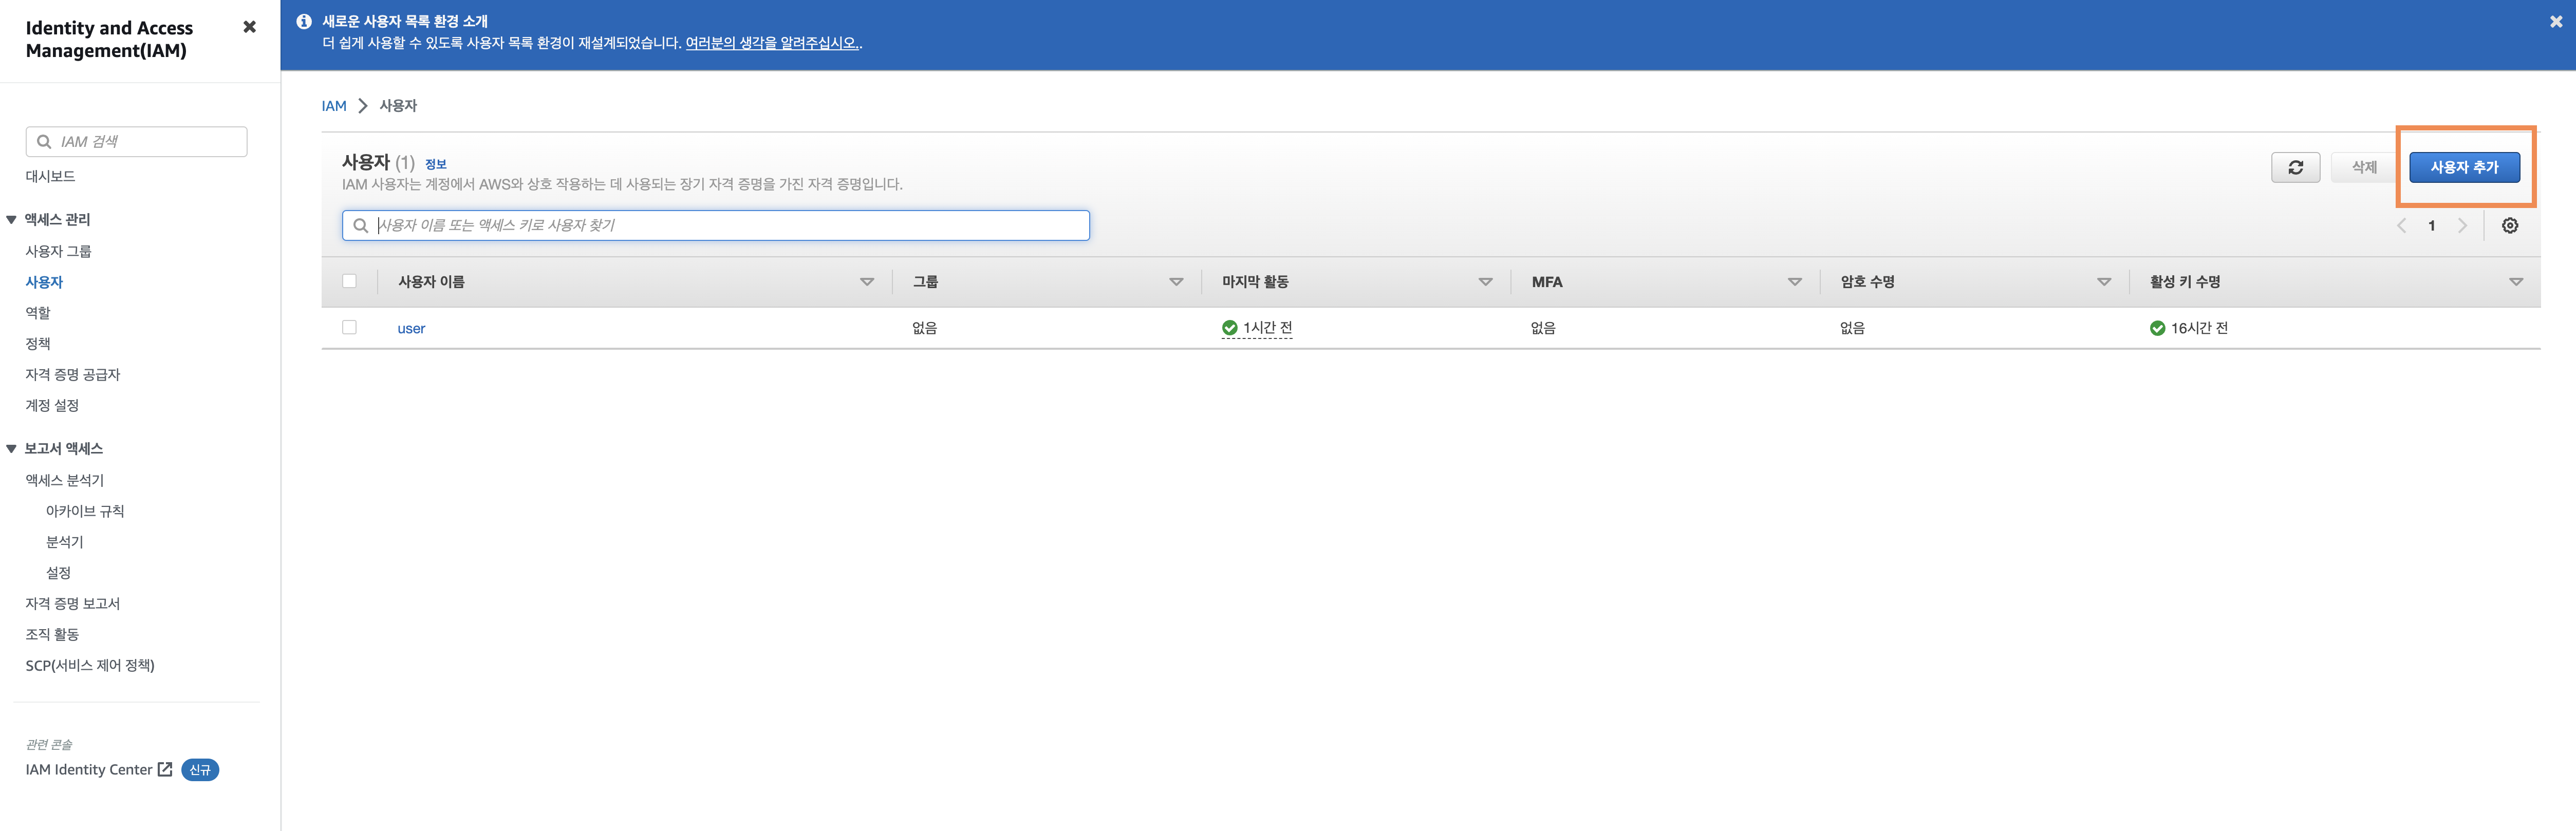 Identity and Access
Management(IAM)
IAM 검색
대시보드
액세스 관리
사용자 그룹
사용자
역할
정책
자격 증명 공급자
계정 설정
보고서 액세스
액세스 분석기
아카이브 규칙
분석기
설정
자격 증명 보고서
조직 활동
SCP(서비스 제어 정책)
관련 콘솔
IAM Identity Center 신규
새로운 사용자 목록 환경 소개
더 쉽게 사용할 수 있도록 사용자 목록 환경이 재설계되었습니다. 여러분의 생각을 알려주십시오..
IAM 사용자
사용자 (1) 정보
IAM 사용자는 계정에서 AWS와 상호 작용하는 데 사용되는 장기 자격 증명을 가진 자격 증명입니다.
삭제 사용자 추가
사용자 이름 또는 액세스 키로 사용자 찾기
1
사용자 이름 그룹 마지막 활동 MFA 암호 수명 활성 키 수명
user 없음 1시간 전 없음 없음 16시간 전